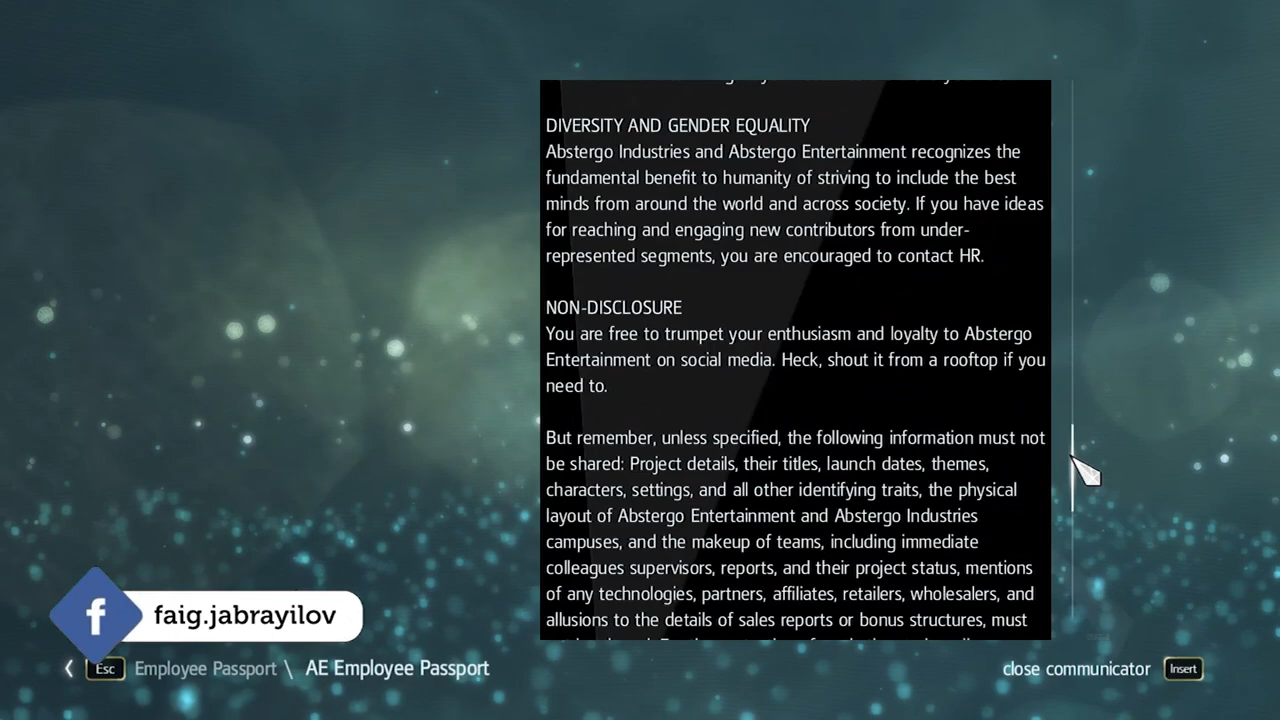 DIVERSITY AND GENDER EQUALITY
Abstergo Industries and Abstergo Entertainment recognizes the
fundamental benefit to humanity of striving to include the best
minds from around the world and across society. If you have ideas
for reaching and engaging new contributors from under-
represented segments, you are encouraged to contact HR.
NON-DISCLOSURE
You are free to trumpet your enthusiasm and loyalty to Abstergo
Entertainment on social media. Heck, shout it from a rooftop if you
need to.
But remember, unless specified, the following information must not
be shared: Project details, their titles, launch dates, themes,
characters, settings, and all other identifying traits, the physical
layout of Abstergo Entertainment and Abstergo Industries
campuses, and the makeup of teams, including immediate
colleagues supervisors, reports, and their project status, mentions
of any technologies, partners, affiliates, retailers, wholesalers, and
allusions to the details of sales reports or bonus structures, must
f faig.jabrayilov
Esc Employee Passport \ AE Employee Passport
close communicator Insert